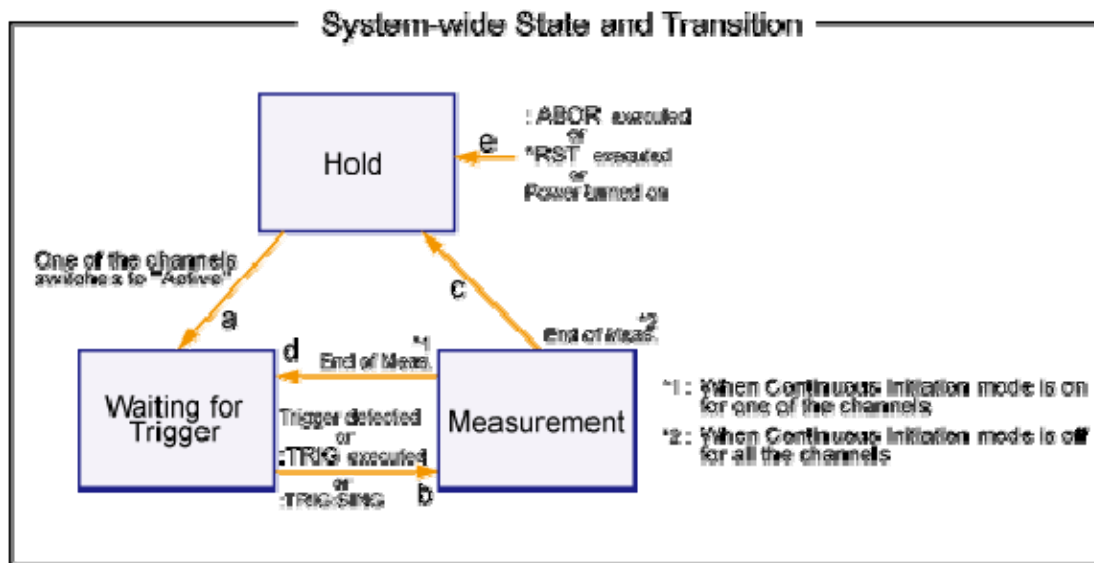 System-wide State and Transition
Hold
e
:ABOR executed
or
*RST executed
or
Power turned on
One of the channels
switches to "Active"
a
c
*2
End of Meas.
d
*1
End of Meas.
Waiting for
Trigger
Trigger detected
or
:TRIG executed
or
:TRIG:SING
b
Measurement
*1: When Continuous Initiation mode is on
for one of the channels
*2: When Continuous Initiation mode is off
for all the channels